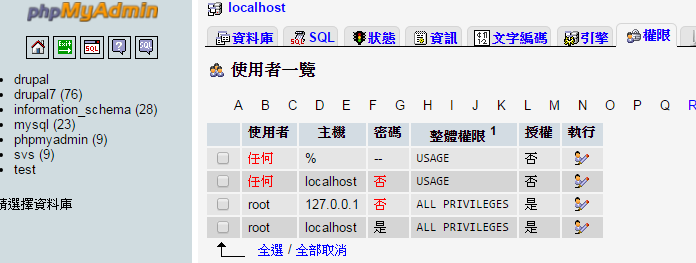 phpMyAdmin
SQL SQL
drupal
drupal7 (76)
information_schema (28)
mysql (23)
phpmyadmin (9)
svs (9)
test
請選擇資料庫
localhost
資料庫 SQL 狀態 資訊 文字編碼 引擎 權限
使用者一覽
A B C D E F G H I J K L M N O P Q R
使用者 主機 密碼 整體權限 1 授權 執行
任何 % -- USAGE 否
任何 localhost 否 USAGE 否
root 127.0.0.1 否 ALL PRIVILEGES 是
root localhost 是 ALL PRIVILEGES 是
全選 / 全部取消